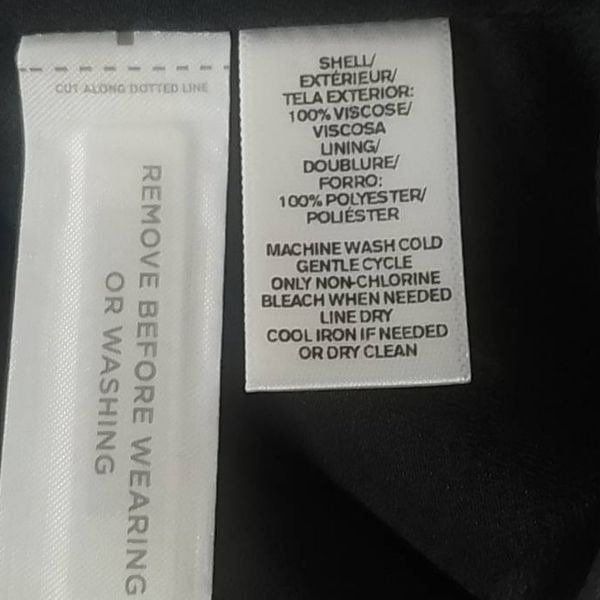 CUT ALONG DOTTED LINE
REMOVE BEFORE WEARING
OR WASHING
SHELL/
EXTÉRIEUR/
TELA EXTERIOR:
100% VISCOSE/
VISCOSA
LINING/
DOUBLURE/
FORRO:
100% POLYESTER/
POLIÉSTER
MACHINE WASH COLD
GENTLE CYCLE
ONLY NON-CHLORINE
BLEACH WHEN NEEDED
LINE DRY
COOL IRON IF NEEDED
OR DRY CLEAN